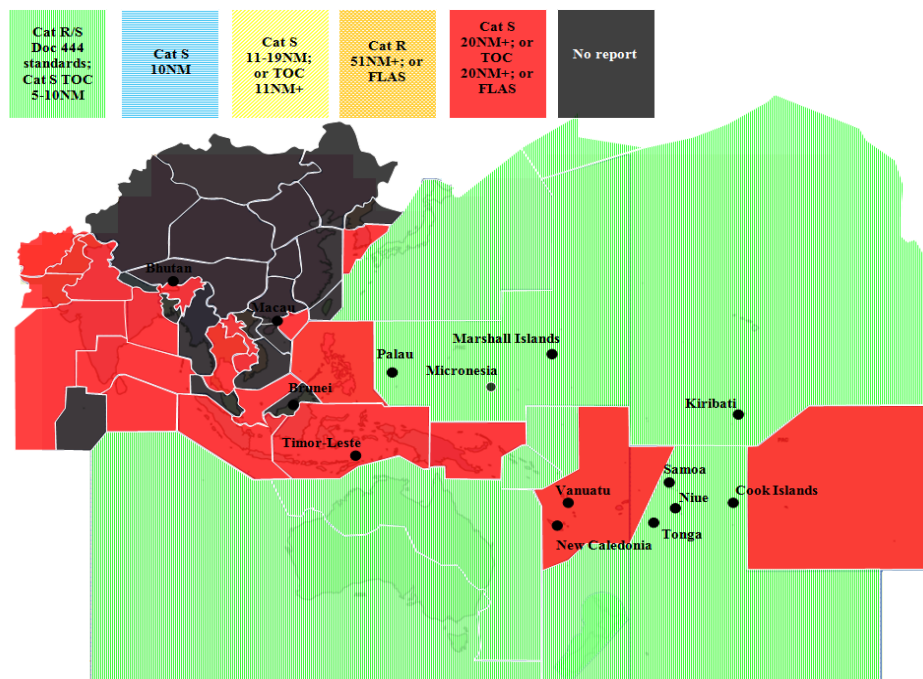 Cat R/S
Doc 444
standards;
Cat S TOC
5-10NM
Cat S
10NM
Cat S
11-19NM;
or TOC
11NM+
Cat R
51NM+; or
FLAS
Cat S
20NM+; or
TOC
20NM+; or
FLAS
No report
Bhutan
Macau
Marshall Islands
Palau
Micronesia
Brunei
Kiribati
Timor-Leste
Samoa
Vanuatu
Niue
Cook Islands
Tonga
New Caledonia